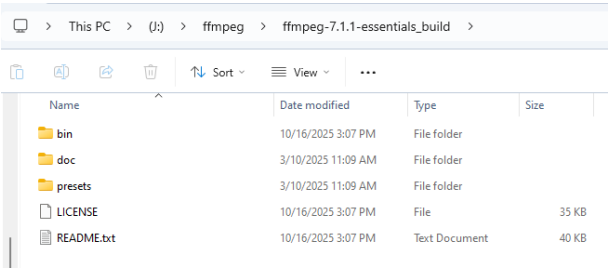 This PC > (J:) > ffmpeg > ffmpeg-7.1.1-essentials_build >
Sort View ...
Name Date modified Type Size
bin 10/16/2025 3:07 PM File folder
doc 3/10/2025 11:09 AM File folder
presets 3/10/2025 11:09 AM File folder
LICENSE 10/16/2025 3:07 PM File 35 KB
README.txt 10/16/2025 3:07 PM Text Document 40 KB